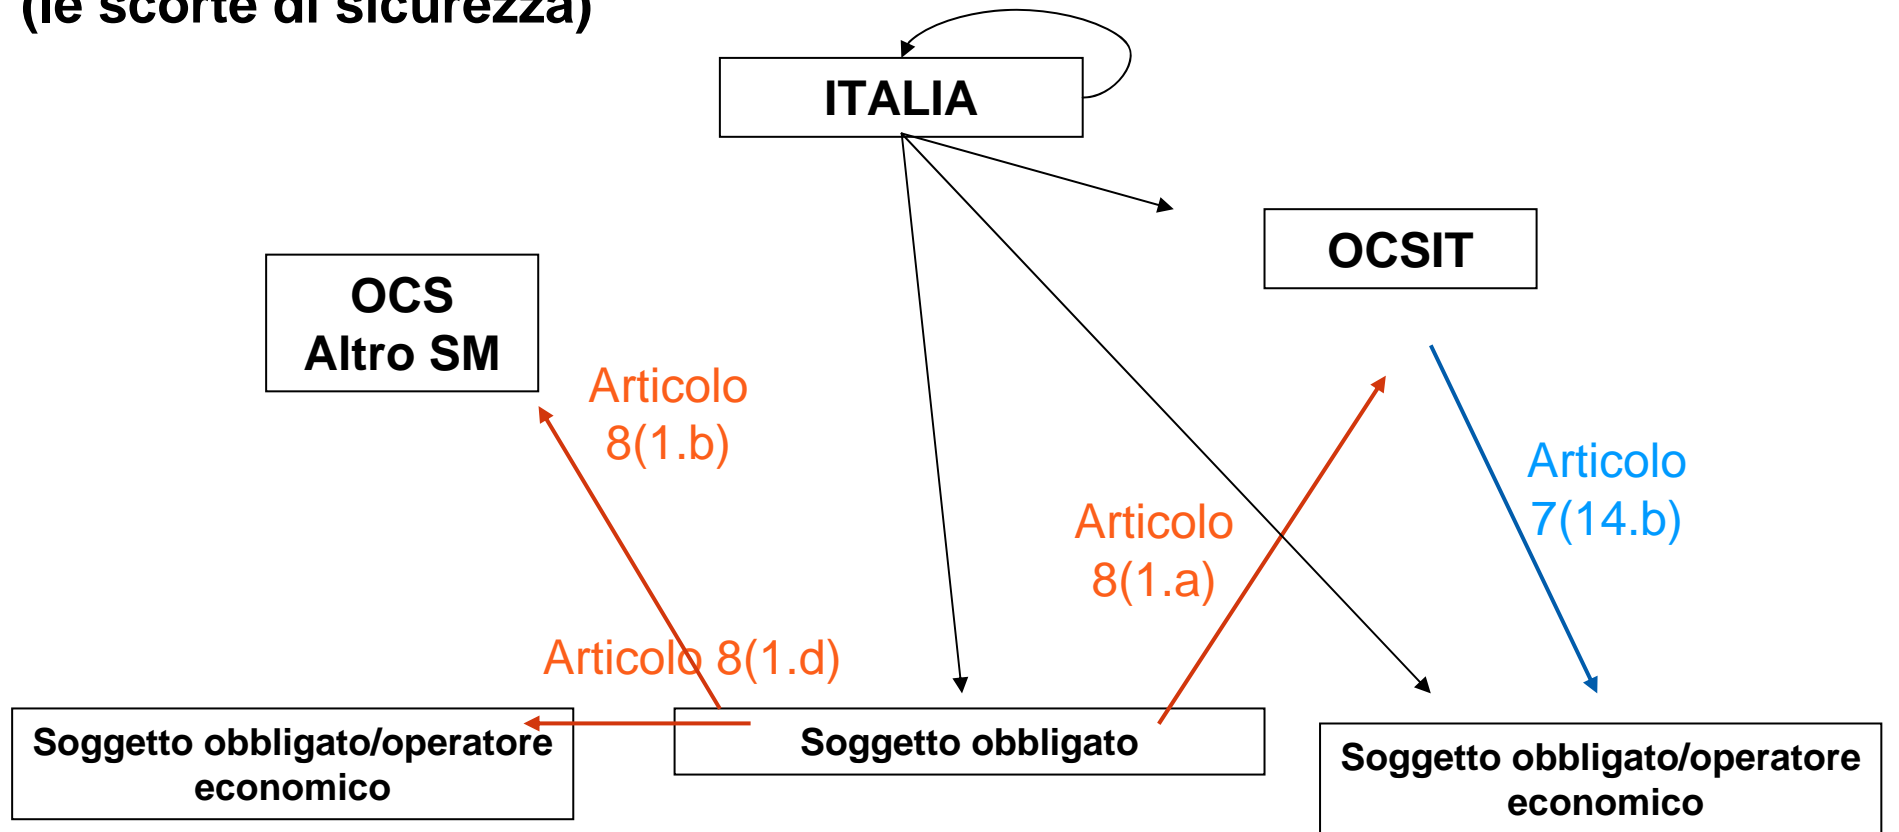 (le scorte di sicurezza)
ITALIA
OCSIT
OCS
Altro SM
Articolo
8(1.b)
Articolo
7(14.b)
Articolo
8(1.a)
Articolo 8(1.d)
Soggetto obbligato/operatore
economico
Soggetto obbligato
Soggetto obbligato/operatore
economico